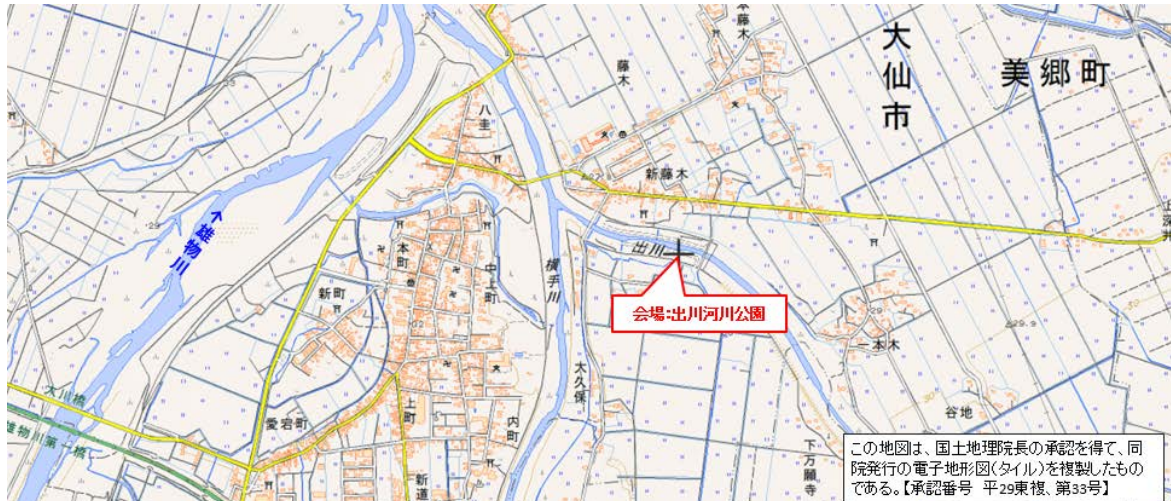 本藤木
藤木
大仙市
美郷町
八圭
新藤木
←雄物川
本町
中上町
横手川
出川
新町
会場:出川河川公園
一本木
大久保
谷地
大川橋
雄物川第一橋
愛宕町
上町
内町
新道
下万願寺
この地図は、国土地理院長の承認を得て、同
院発行の電子地形図(タイル)を複製したもの
である。【承認番号 平29東複、第33号】